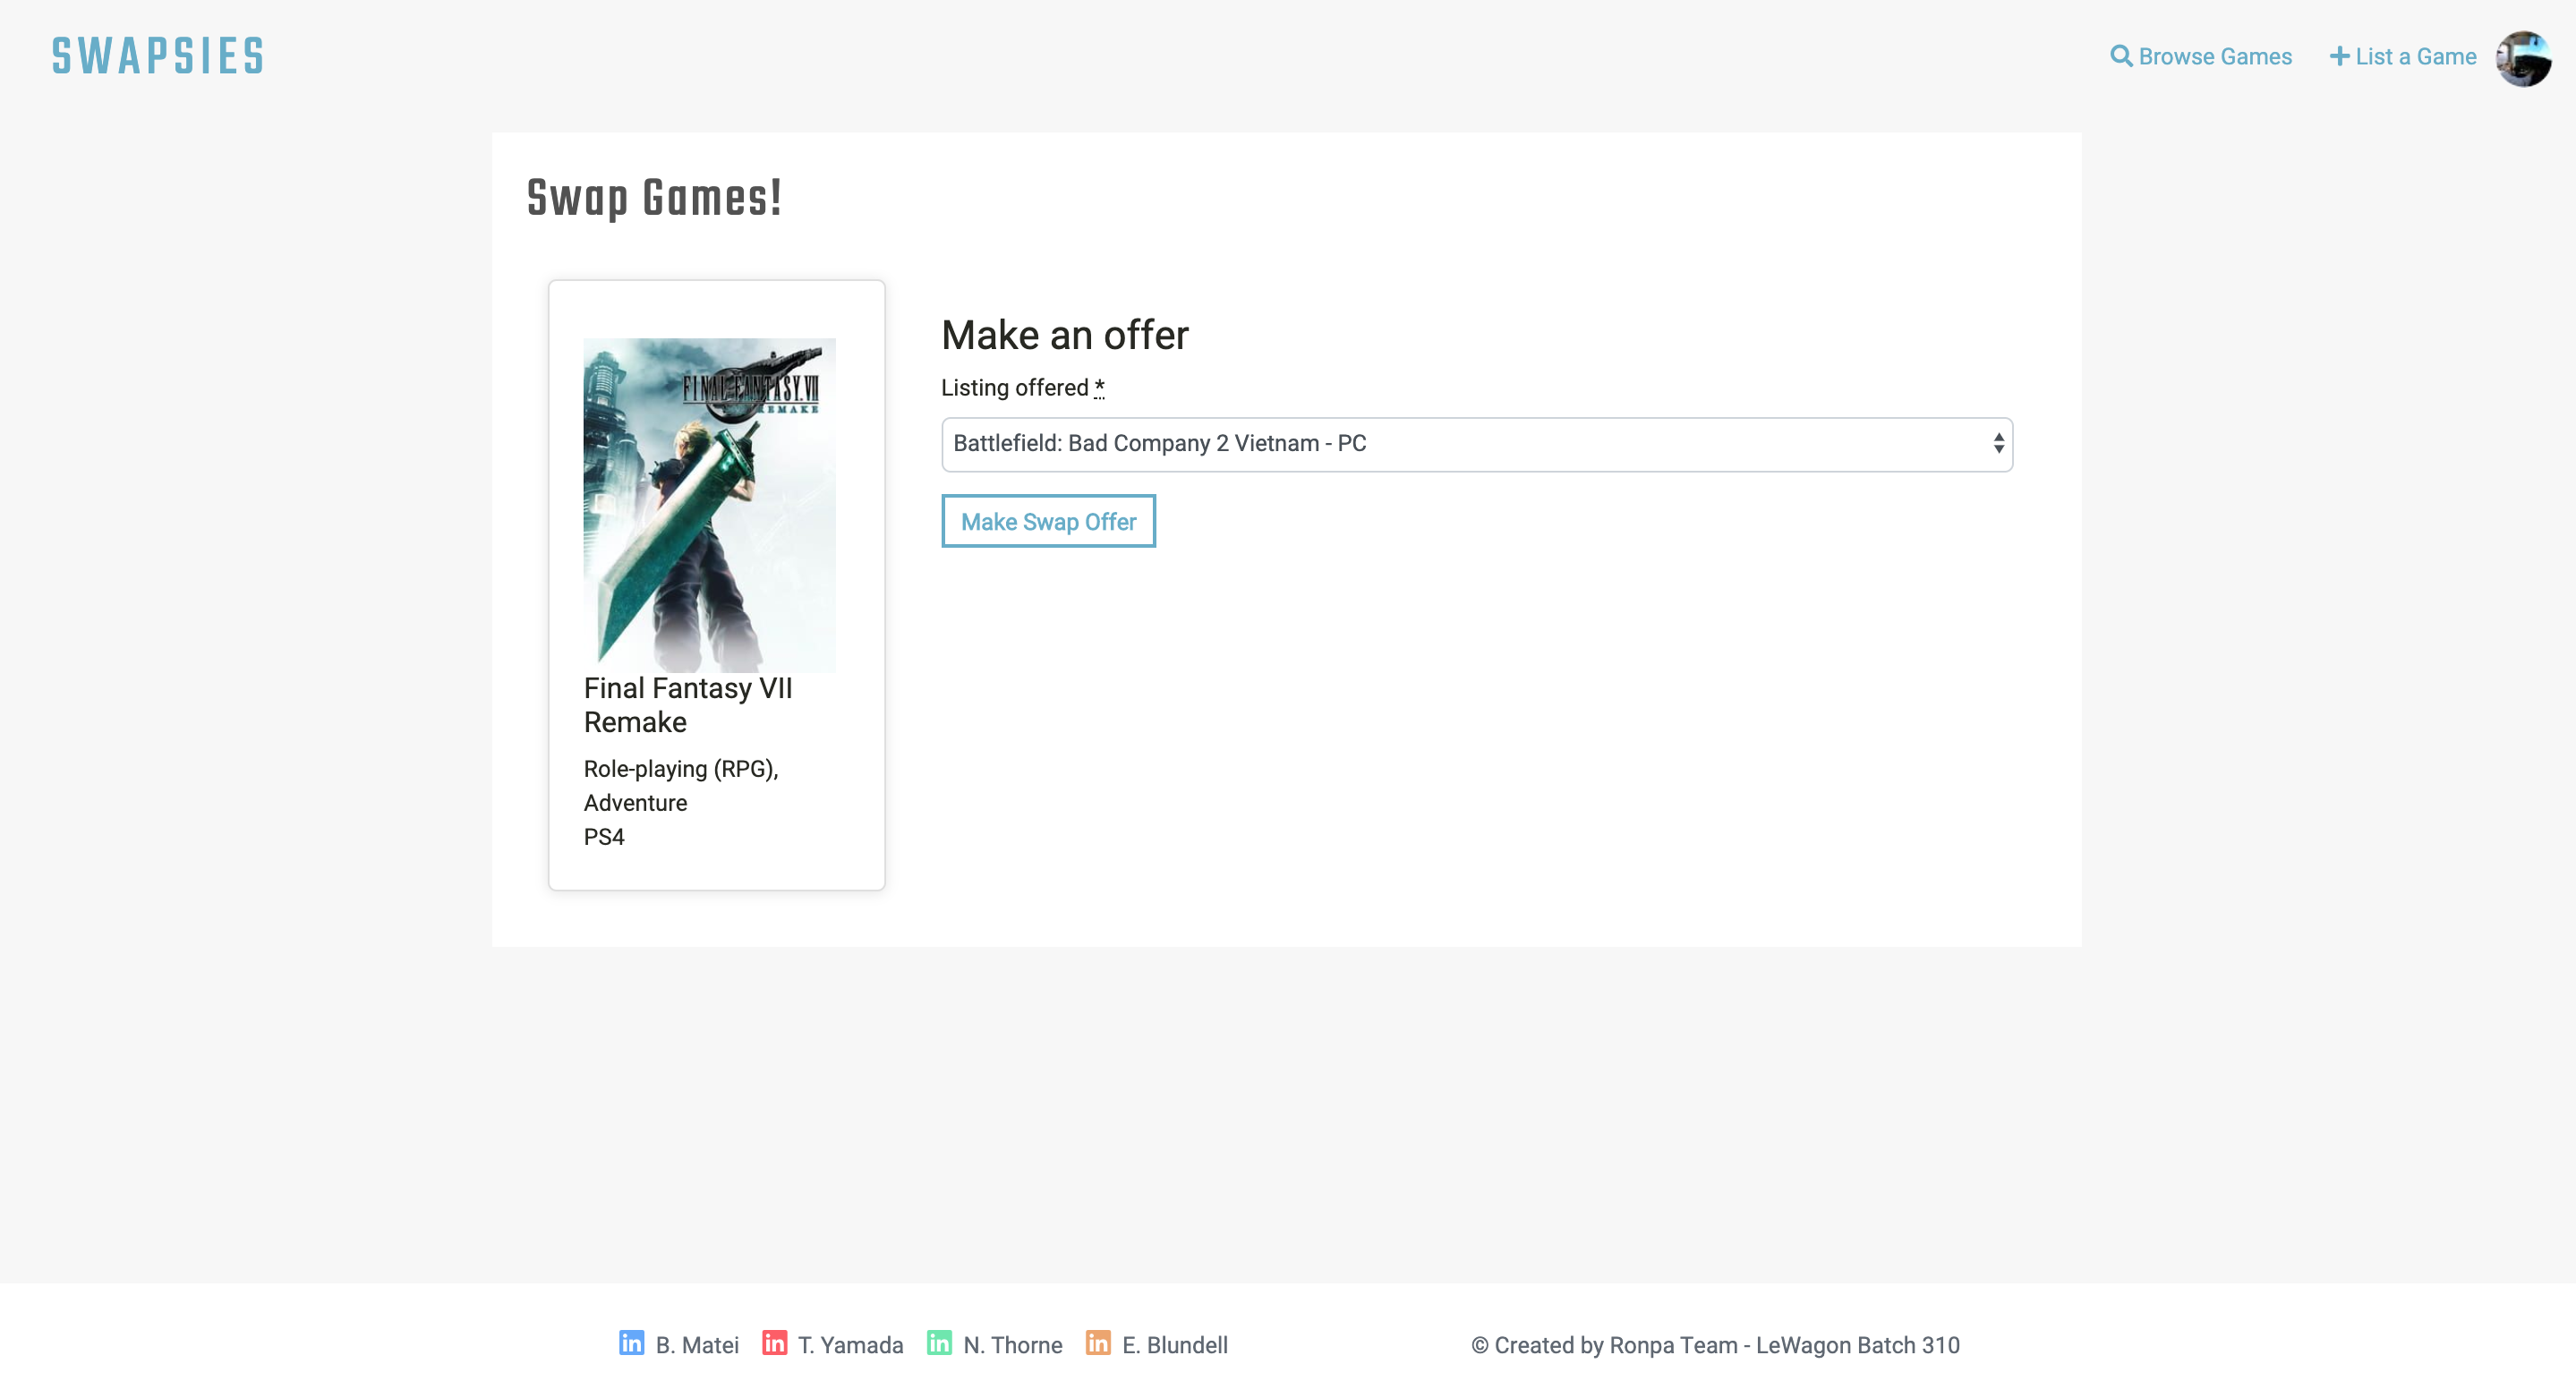 SWAPSIES
Browse Games
List a Game
Swap Games!
FINAL FANTASY VII
REMAKE
Final Fantasy VII
Remake
Role-playing (RPG),
Adventure
PS4
Make an offer
Listing offered *
Battlefield: Bad Company 2 Vietnam - PC
Make Swap Offer
in B. Matei in T. Yamada in N. Thorne in E. Blundell
© Created by Ronpa Team - LeWagon Batch 310